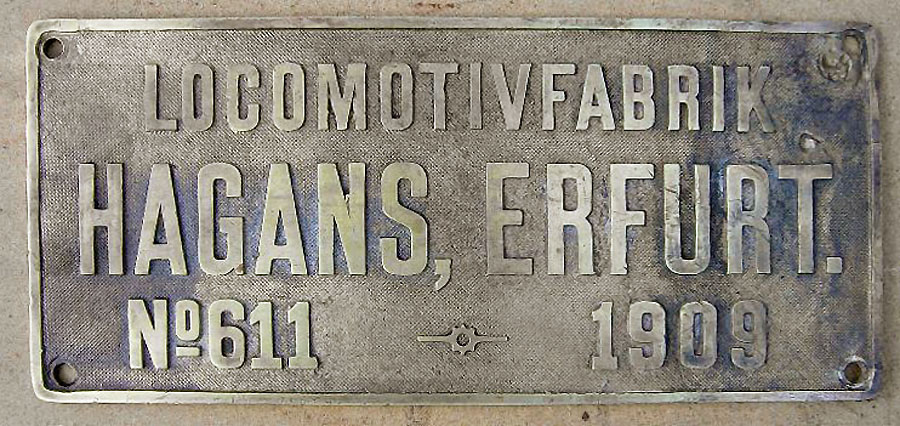 LOCOMOTIVFABRIK
HAGANS, ERFURT.
Nº611 1909